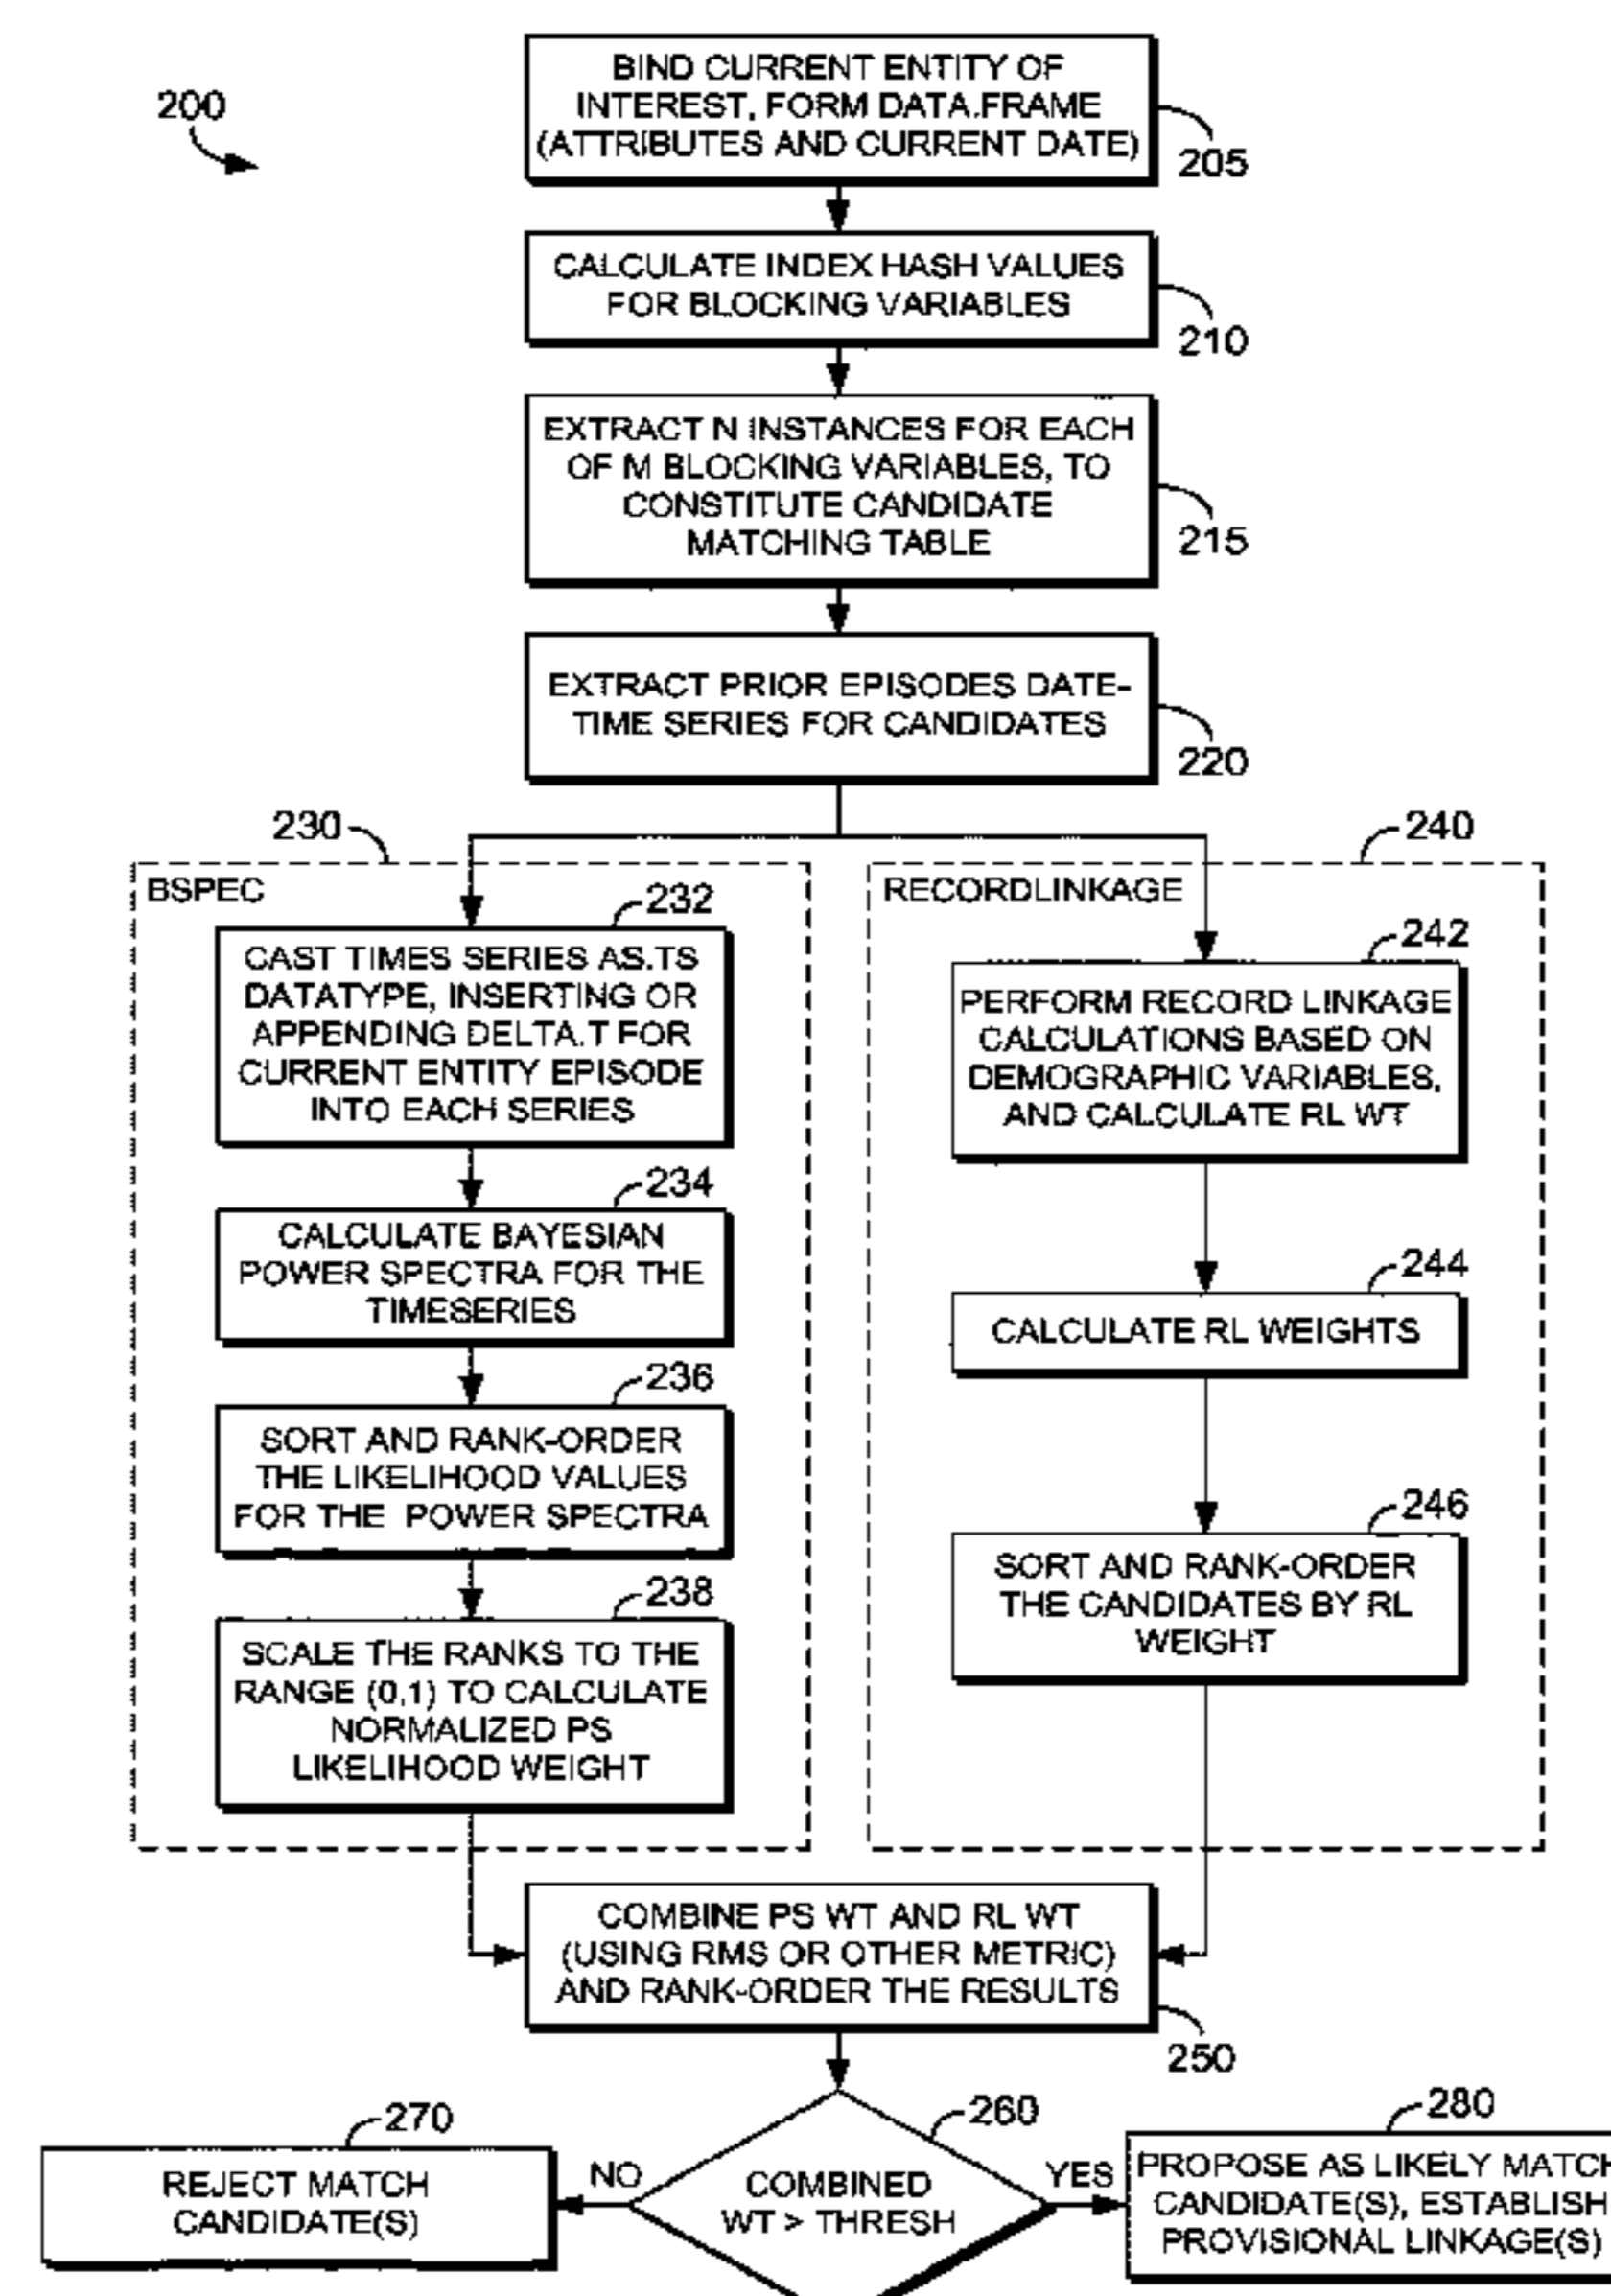 200
BIND CURRENT ENTITY OF
INTEREST, FORM DATA.FRAME
(ATTRIBUTES AND CURRENT DATE)
205
CALCULATE INDEX HASH VALUES
FOR BLOCKING VARIABLES
210
EXTRACT N INSTANCES FOR EACH
OF M BLOCKING VARIABLES, TO
CONSTITUTE CANDIDATE
MATCHING TABLE
215
EXTRACT PRIOR EPISODES DATE-
TIME SERIES FOR CANDIDATES
220
230
BSPEC
232
CAST TIMES SERIES AS.TS
DATATYPE, INSERTING OR
APPENDING DELTA.T FOR
CURRENT ENTITY EPISODE
INTO EACH SERIES
234
CALCULATE BAYESIAN
POWER SPECTRA FOR THE
TIMESERIES
236
SORT AND RANK-ORDER
THE LIKELIHOOD VALUES
FOR THE POWER SPECTRA
238
SCALE THE RANKS TO THE
RANGE (0,1) TO CALCULATE
NORMALIZED PS
LIKELIHOOD WEIGHT
240
RECORDLINKAGE
242
PERFORM RECORD LINKAGE
CALCULATIONS BASED ON
DEMOGRAPHIC VARIABLES,
AND CALCULATE RL WT
244
CALCULATE RL WEIGHTS
246
SORT AND RANK-ORDER
THE CANDIDATES BY RL
WEIGHT
COMBINE PS WT AND RL WT
(USING RMS OR OTHER METRIC)
AND RANK-ORDER THE RESULTS
250
260
COMBINED
WT > THRESH
NO
270
REJECT MATCH
CANDIDATE(S)
YES
280
PROPOSE AS LIKELY MATCH
CANDIDATE(S), ESTABLISH
PROVISIONAL LINKAGE(S)